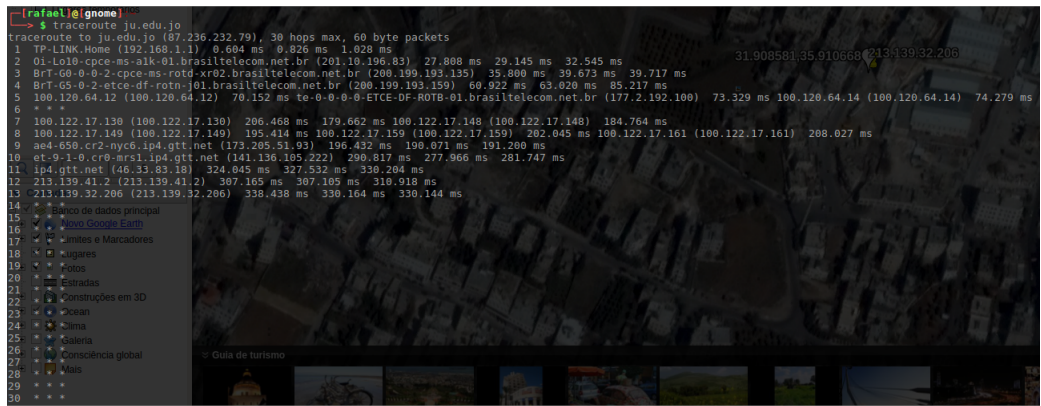 [rafael]@[gnome]
$ traceroute ju.edu.jo
traceroute to ju.edu.jo (87.236.232.79), 30 hops max, 60 byte packets
1 TP-LINK.Home (192.168.1.1) 0.604 ms 0.826 ms 1.028 ms
2 Oi-Lo10-cpce-ms-a1k-01.brasiltelecom.net.br (201.10.196.83) 27.808 ms 29.145 ms 32.545 ms
3 BrT-G0-0-0-2-cpce-ms-rotd-xr02.brasiltelecom.net.br (200.199.193.135) 35.800 ms 39.673 ms 39.717 ms
4 BrT-G0-5-0-2-etce-df-rotn-j01.brasiltelecom.net.br (200.199.193.159) 60.922 ms 63.020 ms 85.217 ms
5 100.120.64.12 (100.120.64.12) 70.152 ms te-0-0-0-0-ETCE-DF-ROTB-01.brasiltelecom.net.br (177.2.192.100) 73.329 ms 100.120.64.14 (100.120.64.14) 74.279 ms
6 * * *
7 100.122.17.130 (100.122.17.130) 206.468 ms 179.662 ms 100.122.17.148 (100.122.17.148) 184.764 ms
8 100.122.17.149 (100.122.17.149) 195.414 ms 100.122.17.159 (100.122.17.159) 202.045 ms 100.122.17.161 (100.122.17.161) 208.027 ms
9 ae4-650.cr2-nyc6.ip4.gtt.net (173.205.51.93) 196.432 ms 190.071 ms 191.200 ms
10 et-9-1-0.cr0-mrs1.ip4.gtt.net (141.136.105.222) 290.817 ms 277.966 ms 281.747 ms
11 ip4.gtt.net (46.33.83.18) 324.045 ms 327.532 ms 330.204 ms
12 213.139.41.2 (213.139.41.2) 307.165 ms 307.105 ms 310.918 ms
13 213.139.32.206 (213.139.32.206) 338.438 ms 330.164 ms 330.144 ms
14 * * *
15 * * *
16 * * *
17 * * *
18 * * *
19 * * *
20 * * *
21 * * *
22 * * *
23 * * *
24 * * *
25 * * *
26 * * *
27 * * *
28 * * *
29 * * *
30 * * *
31.908581,35.910668
213.139.32.206
Banco de dados principal
Novo Google Earth
Limites e Marcadores
Lugares
Fotos
Estradas
Construções em 3D
Ocean
Clima
Galeria
Consciência global
Mais
Guia de turismo